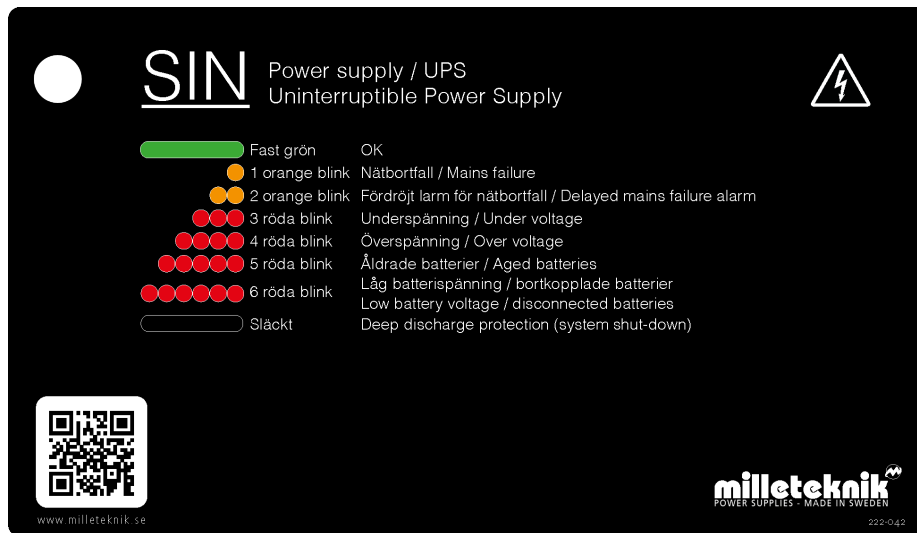 SIN
Power supply / UPS
Uninterruptible Power Supply
Fast grön OK
1 orange blink Nätbortfall / Mains failure
2 orange blink Fördröjt larm för nätbortfall / Delayed mains failure alarm
3 röda blink Underspänning / Under voltage
4 röda blink Överspänning / Over voltage
5 röda blink Åldrade batterier / Aged batteries
6 röda blink Låg batterispänning / bortkopplade batterier
Low battery voltage / disconnected batteries
Släckt Deep discharge protection (system shut-down)
www.milleteknik.se
milleteknik
POWER SUPPLIES - MADE IN SWEDEN
222-042